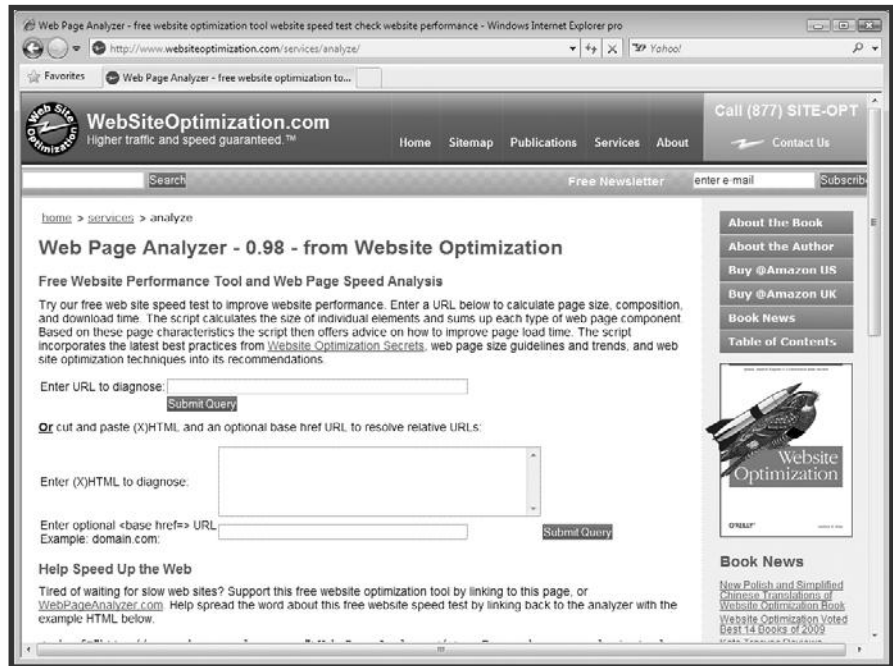 Web Page Analyzer - free website optimization tool website speed test check website performance - Windows Internet Explorer pro
http://www.websiteoptimization.com/services/analyze/
Yahoo!
Favorites
Web Page Analyzer - free website optimization to...
Web Site
Optimization
WebSiteOptimization.com
Higher traffic and speed guaranteed.™
Home Sitemap Publications Services About
Call (877) SITE-OPT
Contact Us
Search
Free Newsletter
enter e-mail
Subscrib
home > services > analyze
Web Page Analyzer - 0.98 - from Website Optimization
Free Website Performance Tool and Web Page Speed Analysis
Try our free web site speed test to improve website performance. Enter a URL below to calculate page size, composition,
and download time. The script calculates the size of individual elements and sums up each type of web page component.
Based on these page characteristics the script then offers advice on how to improve page load time. The script
incorporates the latest best practices from Website Optimization Secrets, web page size guidelines and trends, and web
site optimization techniques into its recommendations.
Enter URL to diagnose:
Submit Query
Or cut and paste (X)HTML and an optional base href URL to resolve relative URLs:
Enter (X)HTML to diagnose:
Enter optional <base href=> URL
Example: domain.com:
Submit Query
Help Speed Up the Web
Tired of waiting for slow web sites? Support this free website optimization tool by linking to this page, or
WebPageAnalyzer.com. Help spread the word about this free website speed test by linking back to the analyzer with the
example HTML below.
About the Book
About the Author
Buy @Amazon US
Buy @Amazon UK
Book News
Table of Contents
Website
Optimization
O'REILLY
Book News
New Polish and Simplified
Chinese Translations of
Website Optimization Book
Website Optimization Voted
Best 14 Books of 2009